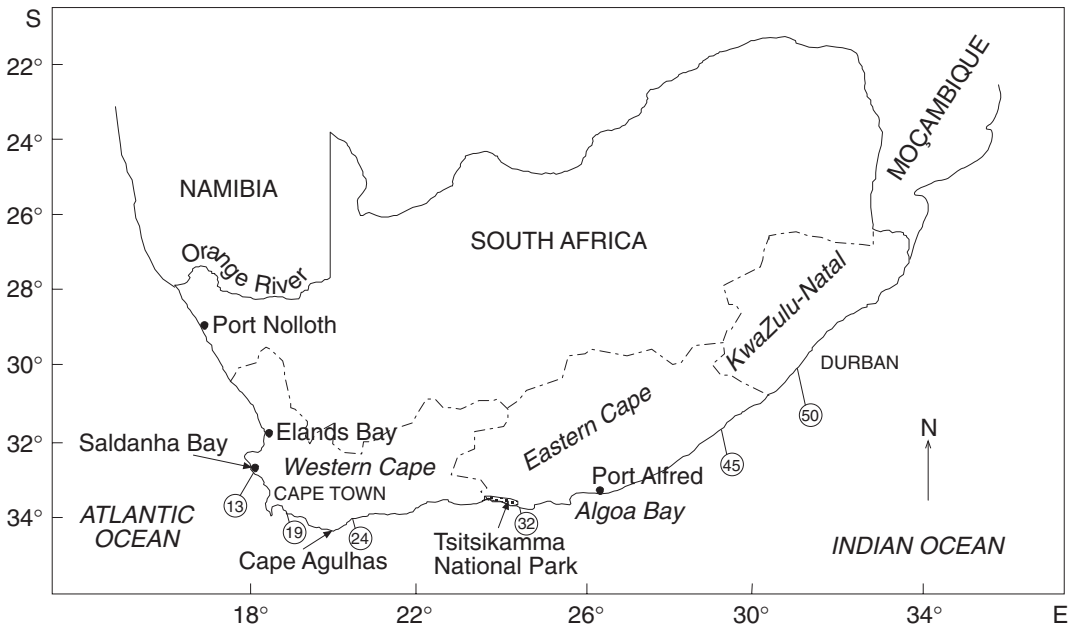 S
22°
24°
26°
28°
30°
32°
34°
MOÇAMBIQUE
NAMIBIA
SOUTH AFRICA
Orange River
KwaZulu-Natal
Port Nolloth
DURBAN
50
Elands Bay
Eastern Cape
N
Saldanha Bay
Western Cape
45
Port Alfred
13
CAPE TOWN
Algoa Bay
ATLANTIC
OCEAN
19
24
32
Cape Agulhas
Tsitsikamma
National Park
INDIAN OCEAN
18°
22°
26°
30°
34°
E